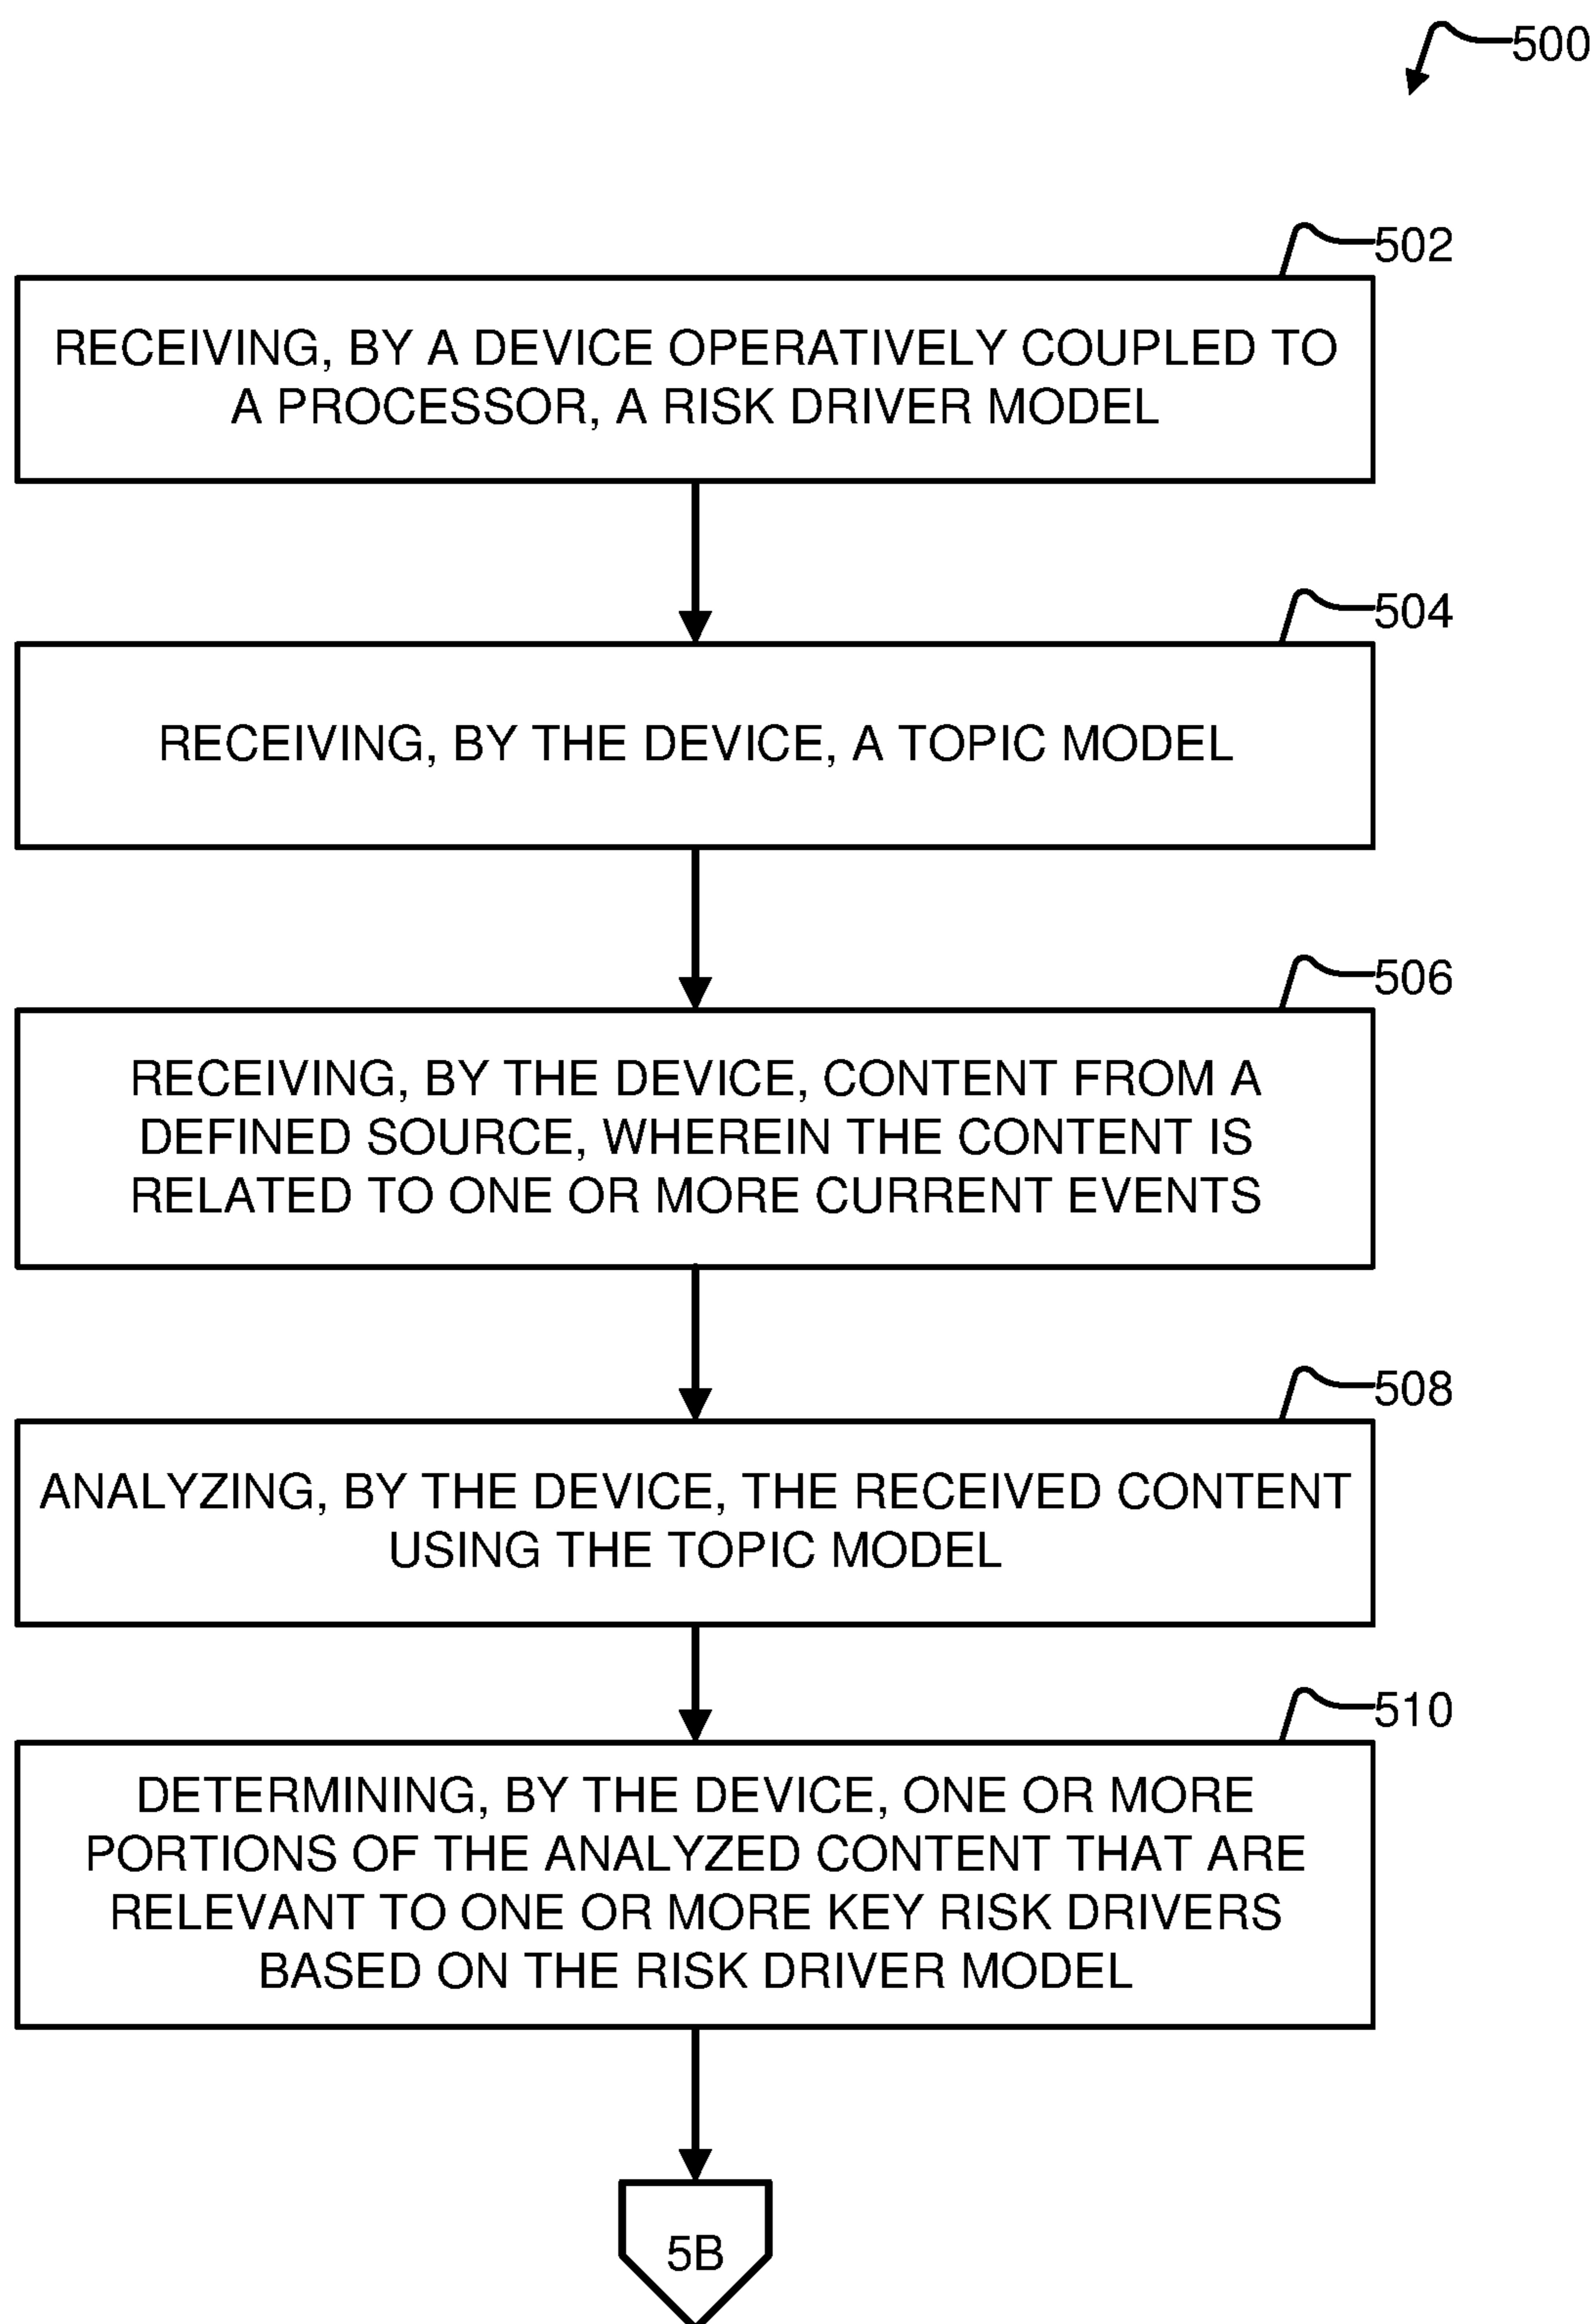 500
502
RECEIVING, BY A DEVICE OPERATIVELY COUPLED TO
A PROCESSOR, A RISK DRIVER MODEL
504
RECEIVING, BY THE DEVICE, A TOPIC MODEL
506
RECEIVING, BY THE DEVICE, CONTENT FROM A
DEFINED SOURCE, WHEREIN THE CONTENT IS
RELATED TO ONE OR MORE CURRENT EVENTS
508
ANALYZING, BY THE DEVICE, THE RECEIVED CONTENT
USING THE TOPIC MODEL
510
DETERMINING, BY THE DEVICE, ONE OR MORE
PORTIONS OF THE ANALYZED CONTENT THAT ARE
RELEVANT TO ONE OR MORE KEY RISK DRIVERS
BASED ON THE RISK DRIVER MODEL
5B